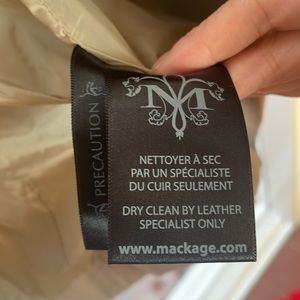 PRECAUTION
M
NETTOYER À SEC
PAR UN SPÉCIALISTE
DU CUIR SEULEMENT
DRY CLEAN BY LEATHER
SPECIALIST ONLY
www.mackage.com